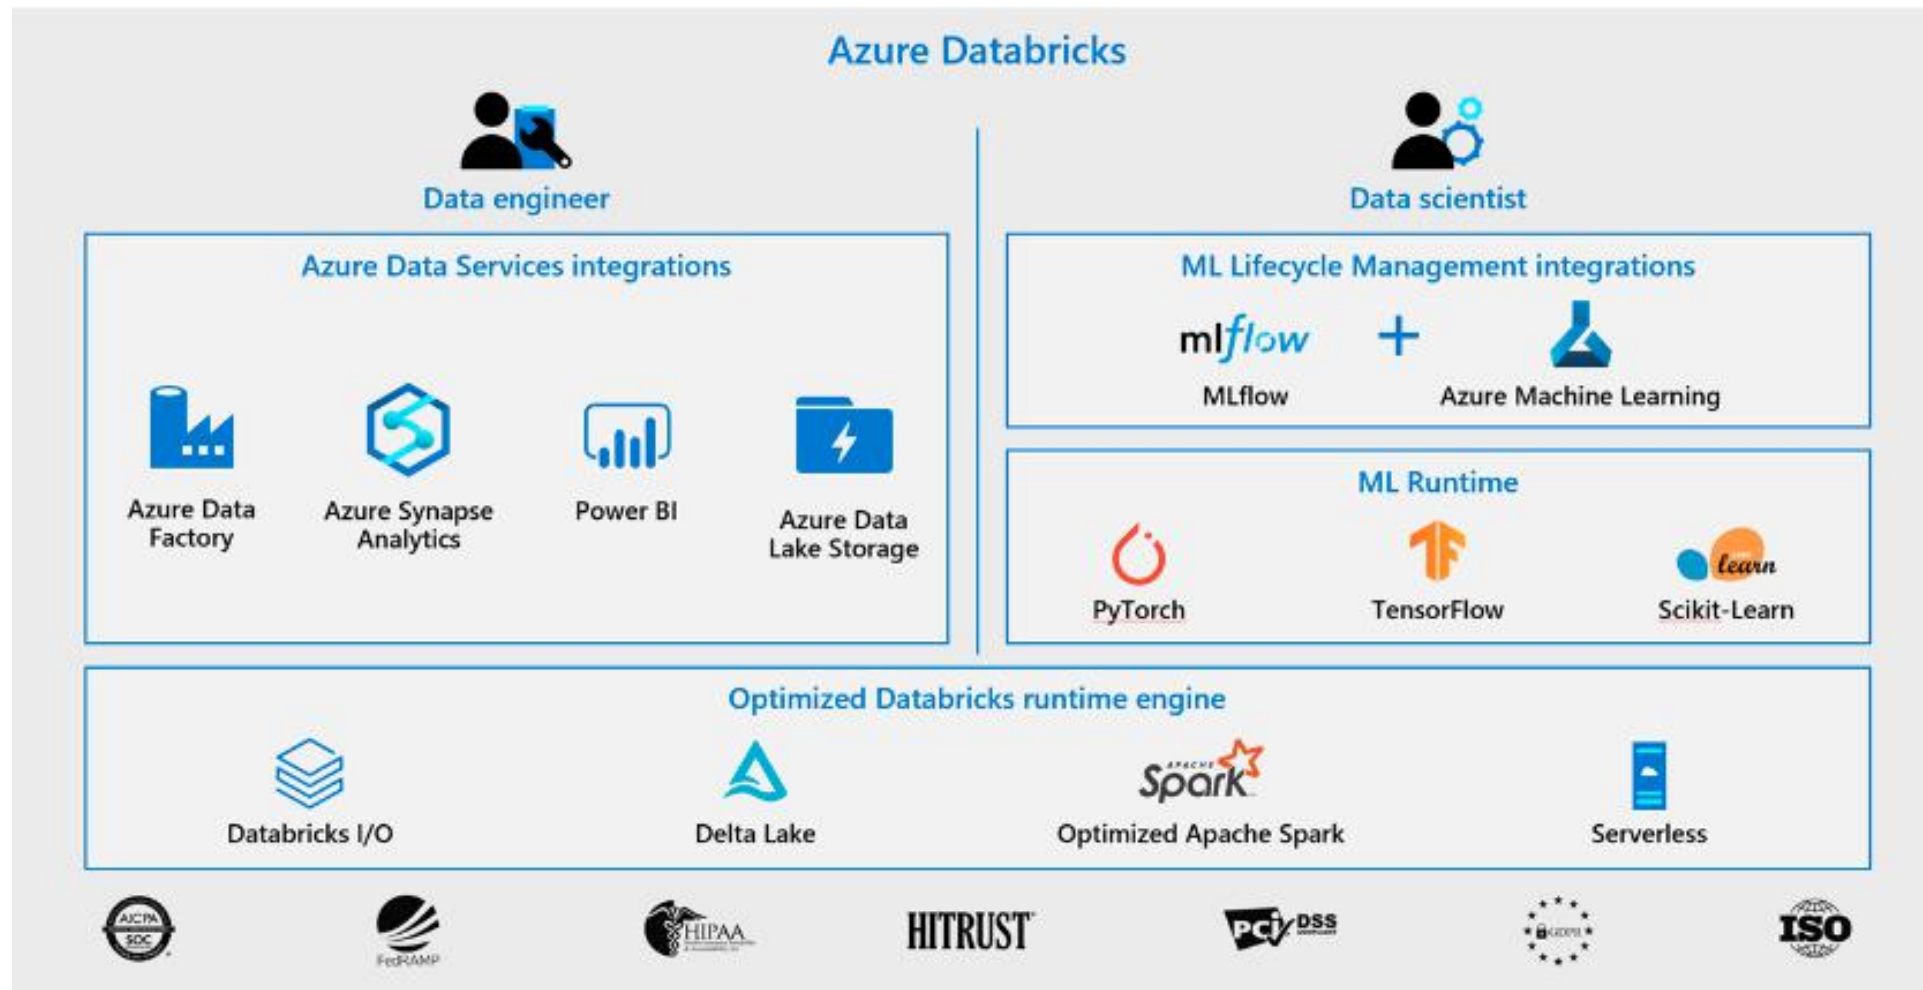 Azure Databricks
Data engineer
Data scientist
Azure Data Services integrations
Azure Data
Factory
Azure Synapse
Analytics
Power BI
Azure Data
Lake Storage
ML Lifecycle Management integrations
mlflow
MLflow
Azure Machine Learning
ML Runtime
PyTorch
TensorFlow
learn
Scikit-Learn
Optimized Databricks runtime engine
Databricks I/O
Delta Lake
APACHE
Spark
Optimized Apache Spark
Serverless
AICPA
SOC
FedRAMP
HIPAA
HITRUST
PCI DSS
GDPR
ISO